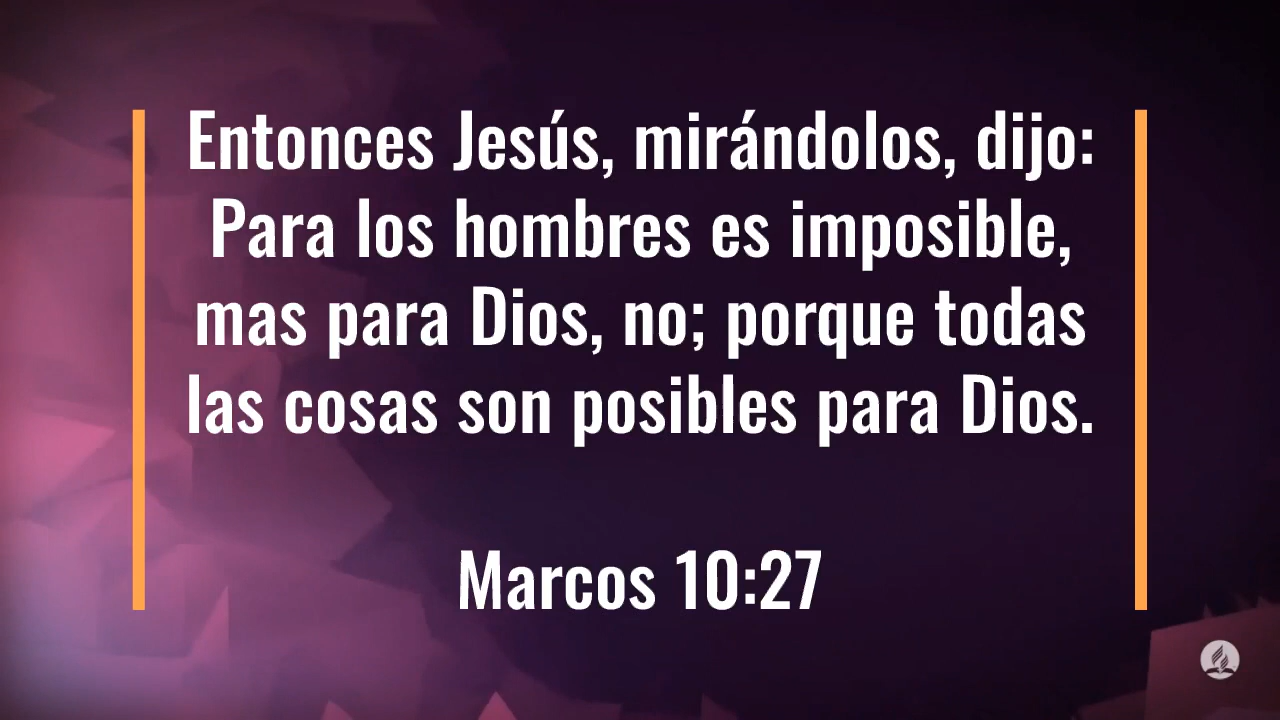 Entonces Jesús, mirándolos, dijo:
Para los hombres es imposible,
mas para Dios, no; porque todas
las cosas son posibles para Dios.
Marcos 10:27